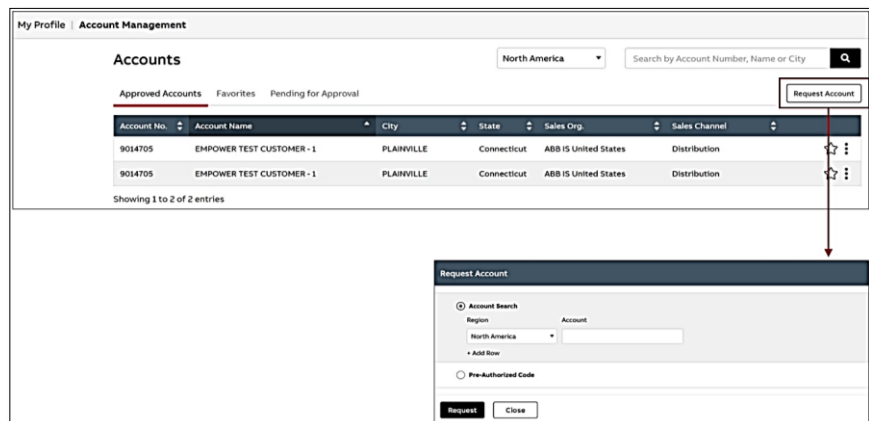 My Profile | Account Management
Accounts
North America
Search by Account Number, Name or City
Approved Accounts Favorites Pending for Approval
Request Account
Account No. Account Name City State Sales Org. Sales Channel
9014705 EMPOWER TEST CUSTOMER - 1 PLAINVILLE Connecticut ABB IS United States Distribution
9014705 EMPOWER TEST CUSTOMER - 1 PLAINVILLE Connecticut ABB IS United States Distribution
Showing 1 to 2 of 2 entries
Request Account
Account Search
Region Account
North America
+ Add Row
Pre-Authorized Code
Request Close